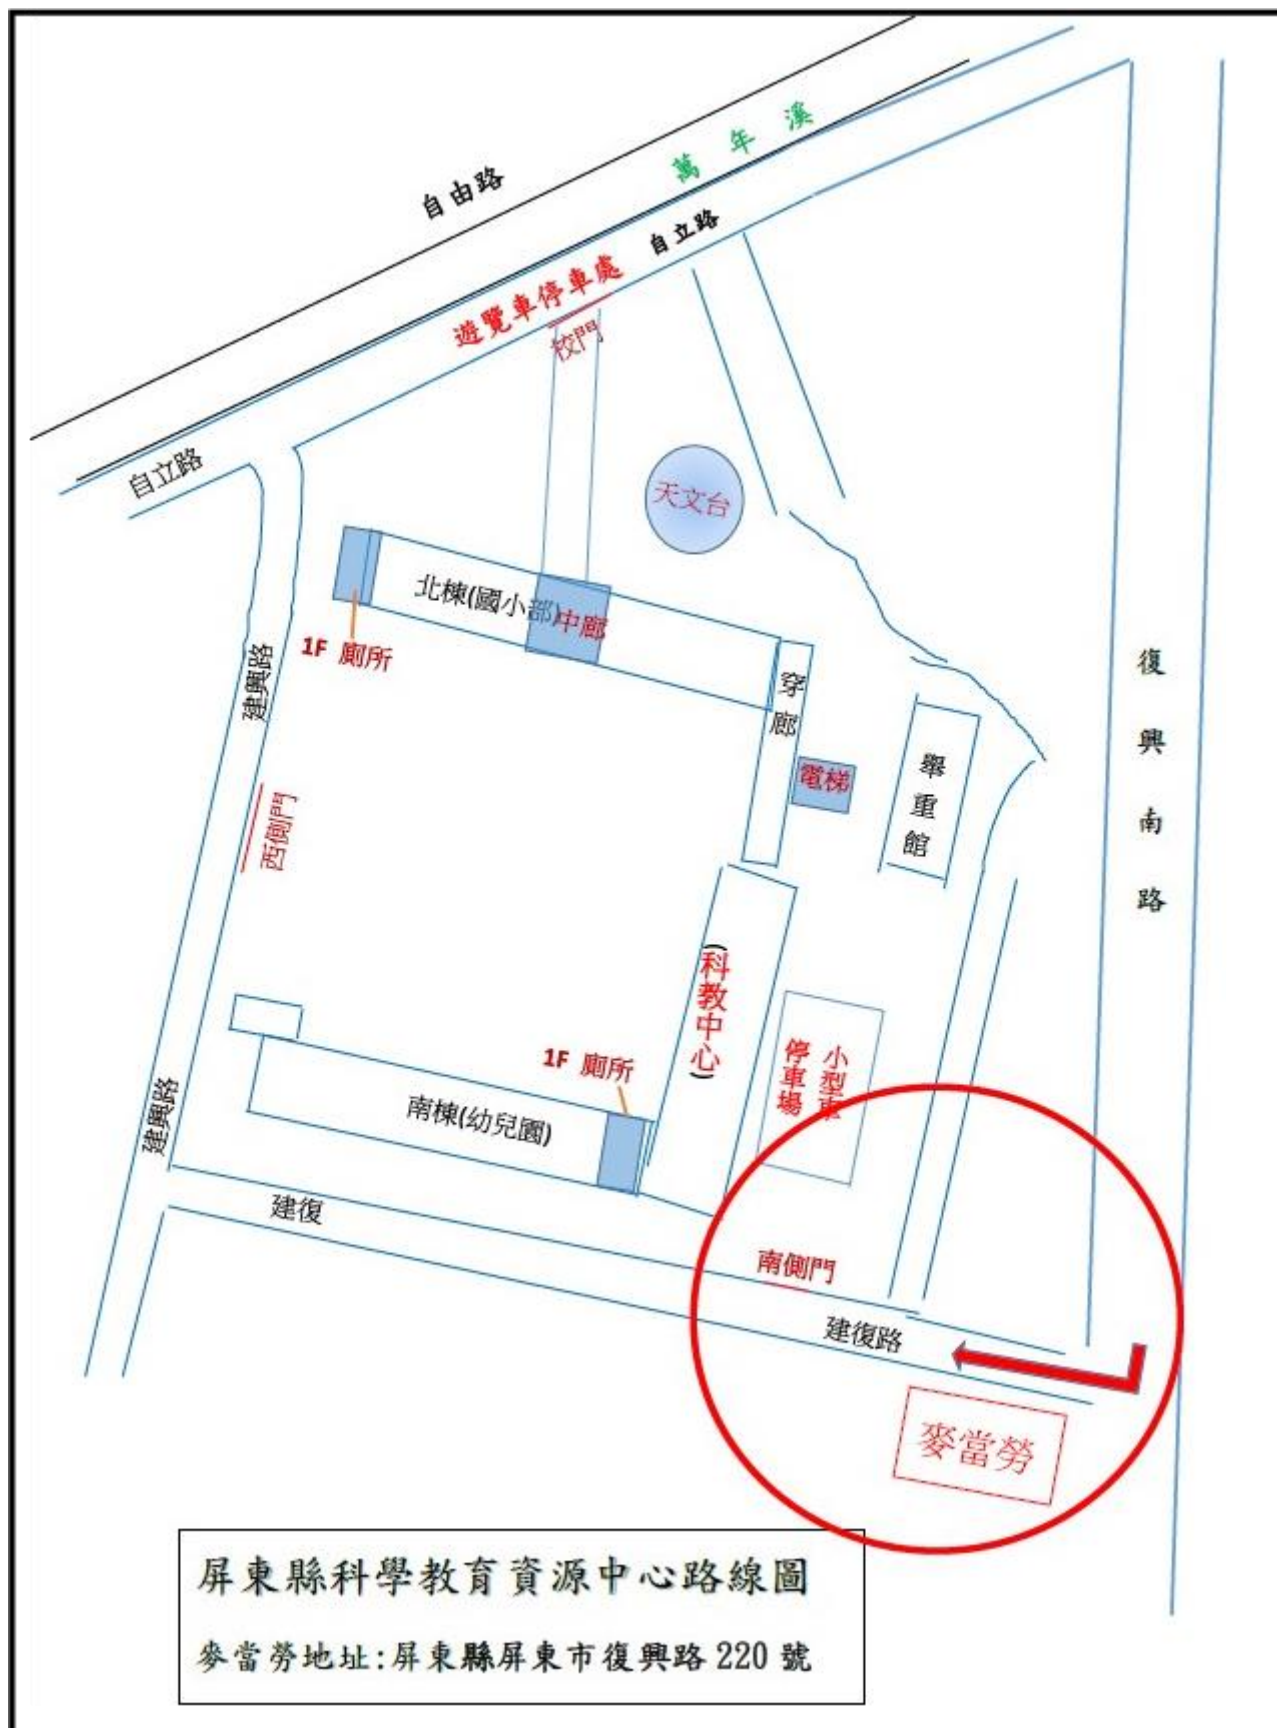 自由路
萬年溪
自立路
遊覽車停車處
校門
自立路
天文台
北棟(國小部)
中廊
1F 廁所
建興路
穿廊
電梯
舉重館
復興南路
西側門
(科教中心)
小型車
停車場
1F 廁所
南棟(幼兒園)
建興路
建復
南側門
建復路
麥當勞
屏東縣科學教育資源中心路線圖
麥當勞地址:屏東縣屏東市復興路 220 號